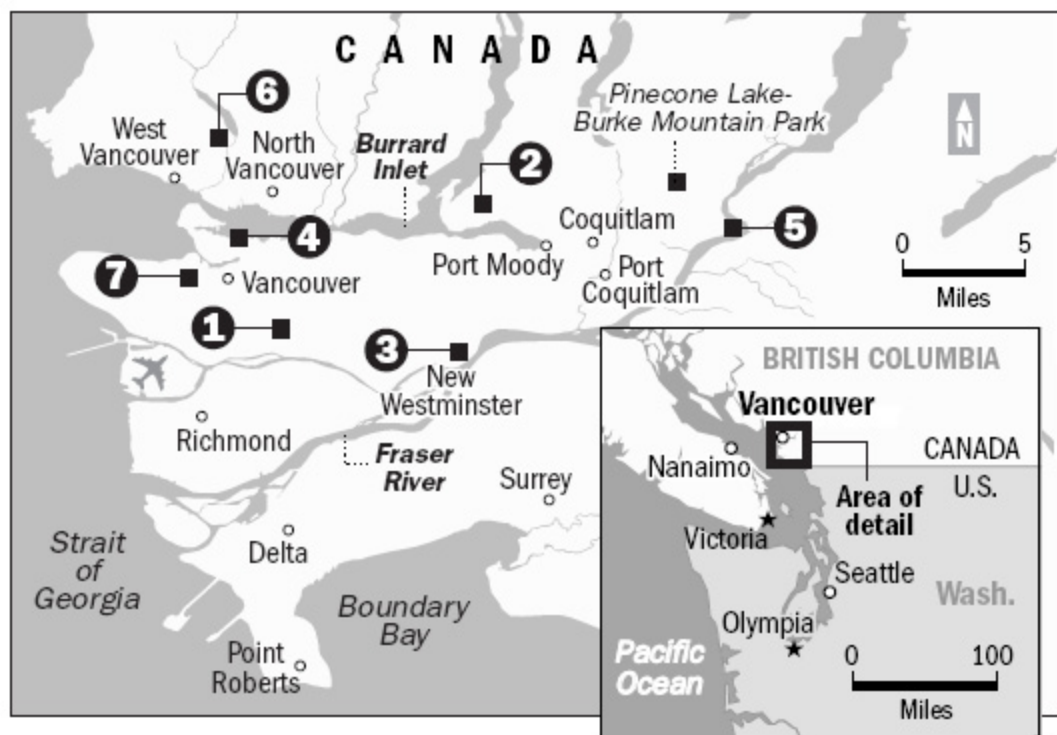 CANADA
6
West
Vancouver
North
Vancouver
Burrard
Inlet
2
Pinecone Lake-
Burke Mountain Park
N
Coquitlam
5
0 5
Miles
4
Port Moody
Port
Coquitlam
7
Vancouver
1
3
New
Westminster
Richmond
Fraser
River
Surrey
Strait
of
Georgia
Delta
Boundary
Bay
Point
Roberts
BRITISH COLUMBIA
Vancouver
Nanaimo
CANADA
U.S.
Area of
detail
Victoria
Seattle
Wash.
Olympia
Pacific
Ocean
0 100
Miles